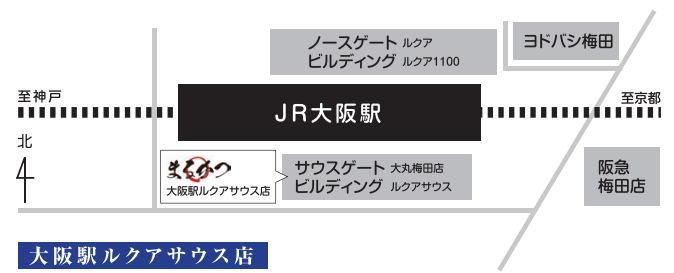 ノースゲート ルクア
ビルディング ルクア1100
ヨドバシ梅田
至神戸
JR大阪駅
至京都
北
まるかつ
大阪駅ルクアサウス店
サウスゲート 大丸梅田店
ビルディング ルクアサウス
阪急
梅田店
大阪駅ルクアサウス店